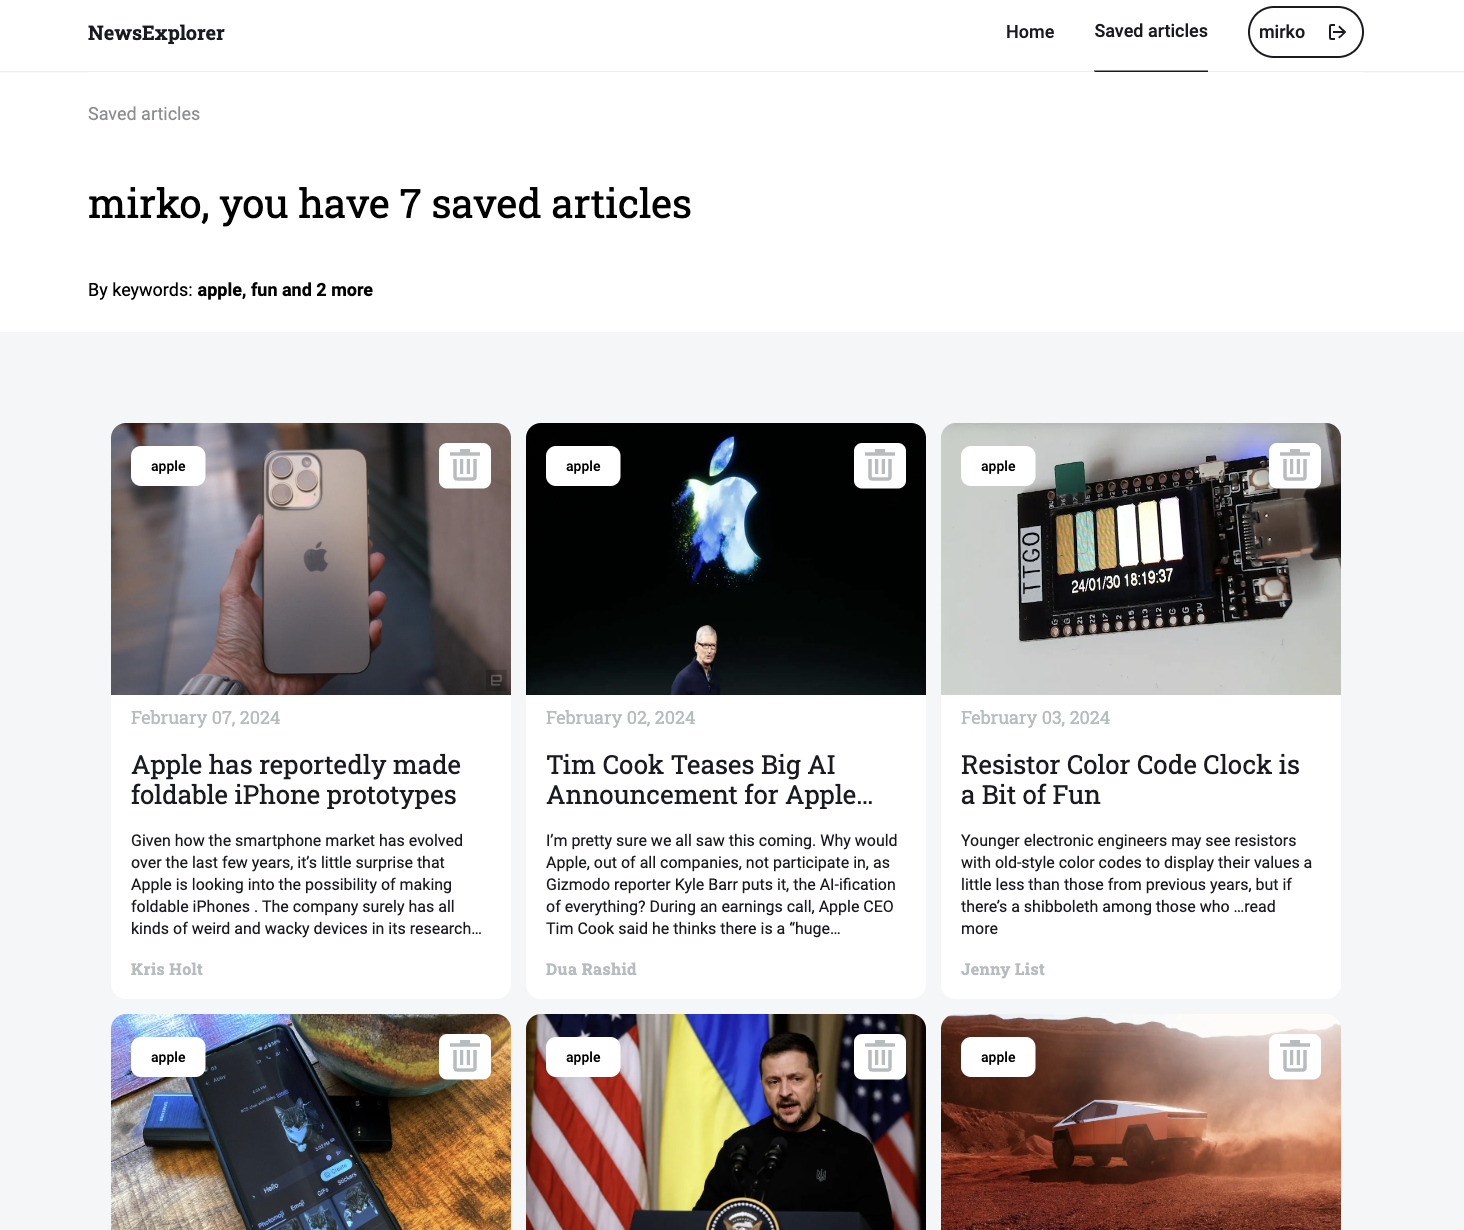 NewsExplorer
Home
Saved articles
mirko
Saved articles
mirko, you have 7 saved articles
By keywords: apple, fun and 2 more
apple
apple
apple
TTGO
24/01/30 18:19:37
February 07, 2024
February 02, 2024
February 03, 2024
Apple has reportedly made
foldable iPhone prototypes
Tim Cook Teases Big AI
Announcement for Apple…
Resistor Color Code Clock is
a Bit of Fun
Given how the smartphone market has evolved
over the last few years, it’s little surprise that
Apple is looking into the possibility of making
foldable iPhones . The company surely has all
kinds of weird and wacky devices in its research…
I’m pretty sure we all saw this coming. Why would
Apple, out of all companies, not participate in, as
Gizmodo reporter Kyle Barr puts it, the AI-ification
of everything? During an earnings call, Apple CEO
Tim Cook said he thinks there is a “huge…
Younger electronic engineers may see resistors
with old-style color codes to display their values a
little less than those from previous years, but if
there’s a shibboleth among those who …read
more
Kris Holt
Dua Rashid
Jenny List
apple
apple
apple
Create
Hello
Photomoji
Emoji
GIFs
Stickers